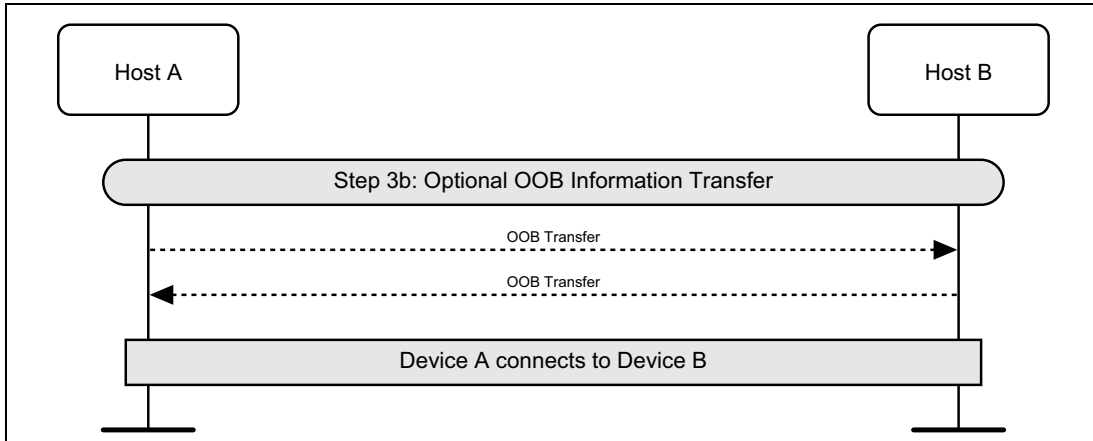 Host A
Host B
Step 3b: Optional OOB Information Transfer
OOB Transfer
OOB Transfer
Device A connects to Device B